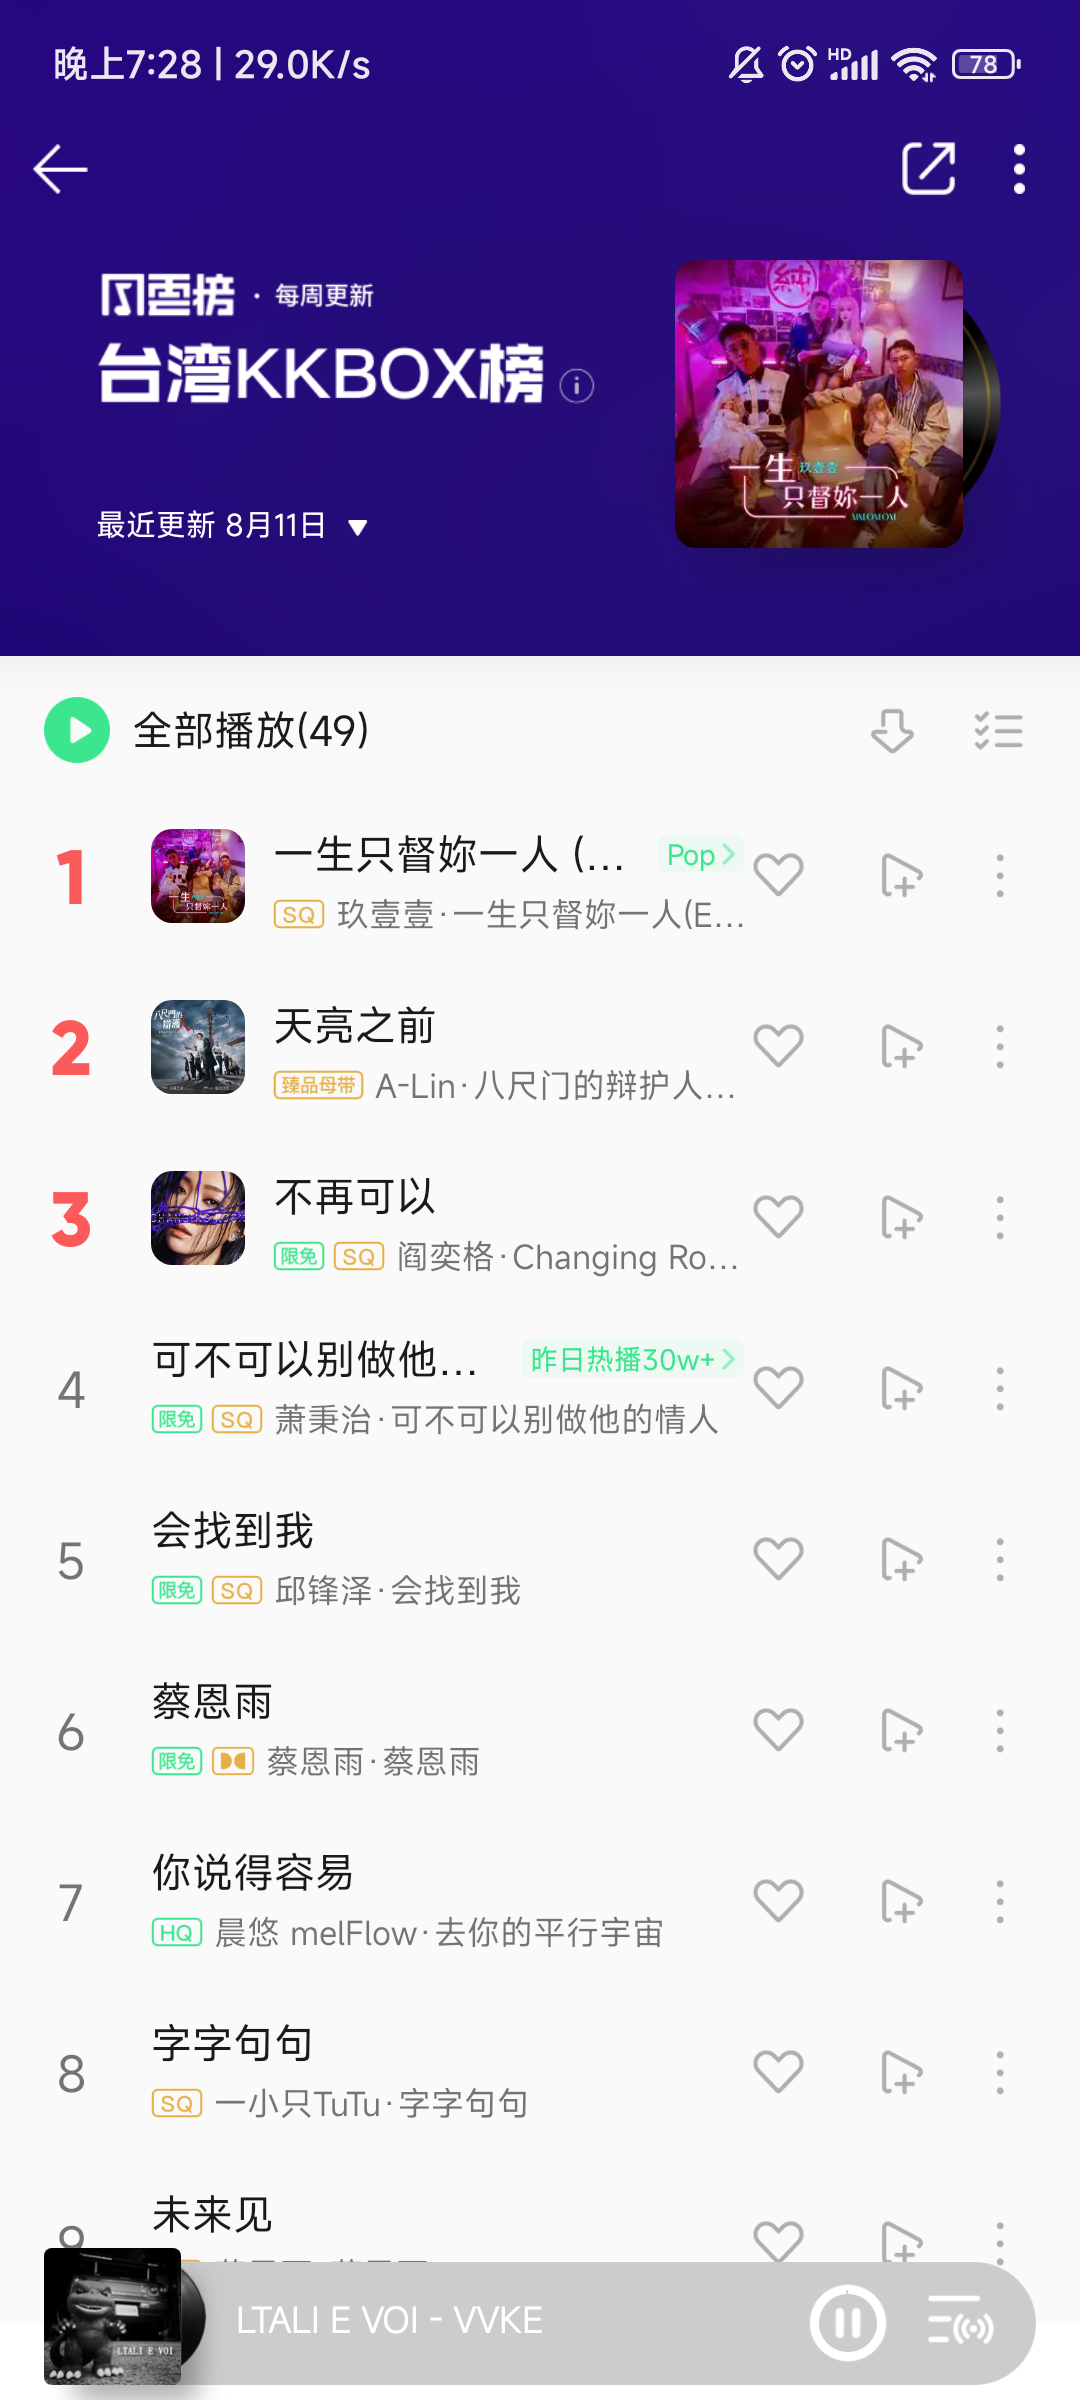 晚上7:28 | 29.0K/s
HD
78
风云榜 · 每周更新
台湾KKBOX榜
最近更新 8月11日
純
一生 玖壹壹
只督妳一人
全部播放(49)
1
一生只督妳一人 (... Pop
SQ 玖壹壹·一生只督妳一人(E...
2
天亮之前
臻品母带 A-Lin·八尺门的辩护人...
3
不再可以
限免 SQ 阎奕格·Changing Ro...
4
可不可以别做他... 昨日热播30w+
限免 SQ 萧秉治·可不可以别做他的情人
5
会找到我
限免 SQ 邱锋泽·会找到我
6
蔡恩雨
限免 蔡恩雨·蔡恩雨
7
你说得容易
HQ 晨悠 melFlow·去你的平行宇宙
8
字字句句
SQ 一小只TuTu·字字句句
9
未来见
LTALI E VOI
LTALI E VOI - VVKE